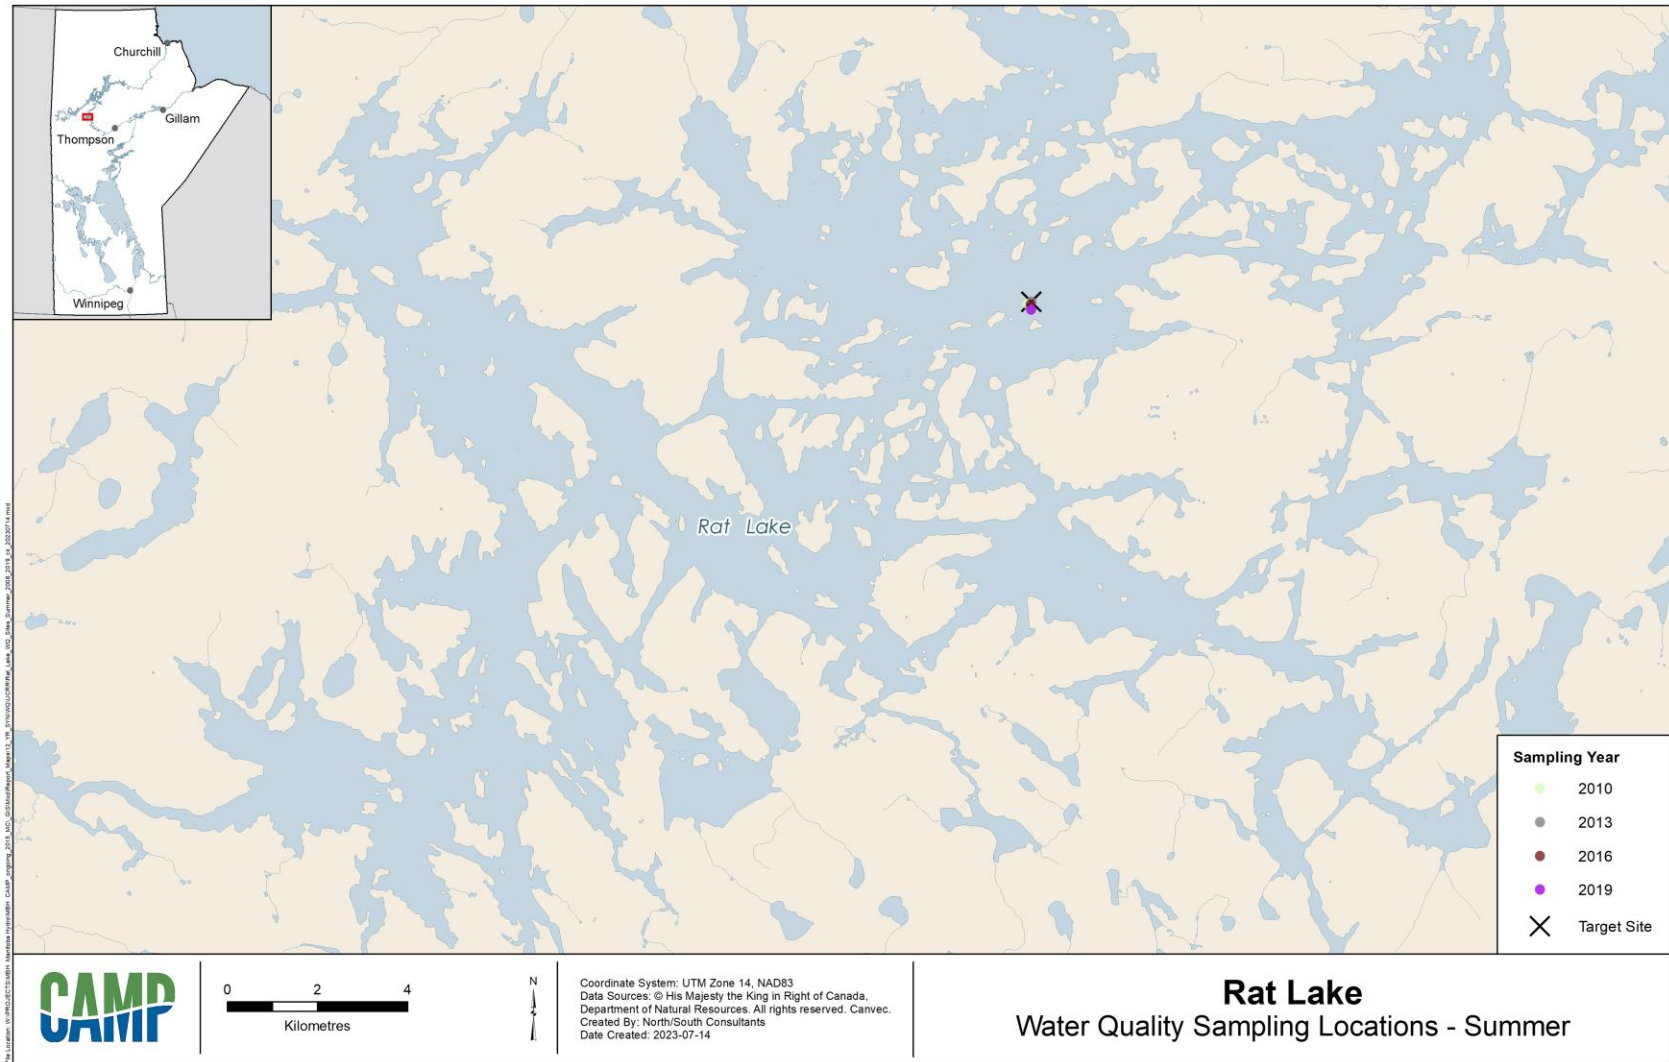 Churchill
Gillam
Thompson
Winnipeg
Rat Lake
Sampling Year
2010
2013
2016
2019
Target Site
CAMP
0 2 4
Kilometres
N
Coordinate System: UTM Zone 14, NAD83
Data Sources: © His Majesty the King in Right of Canada,
Department of Natural Resources. All rights reserved. Canvec.
Created By: North/South Consultants
Date Created: 2023-07-14
Rat Lake
Water Quality Sampling Locations - Summer